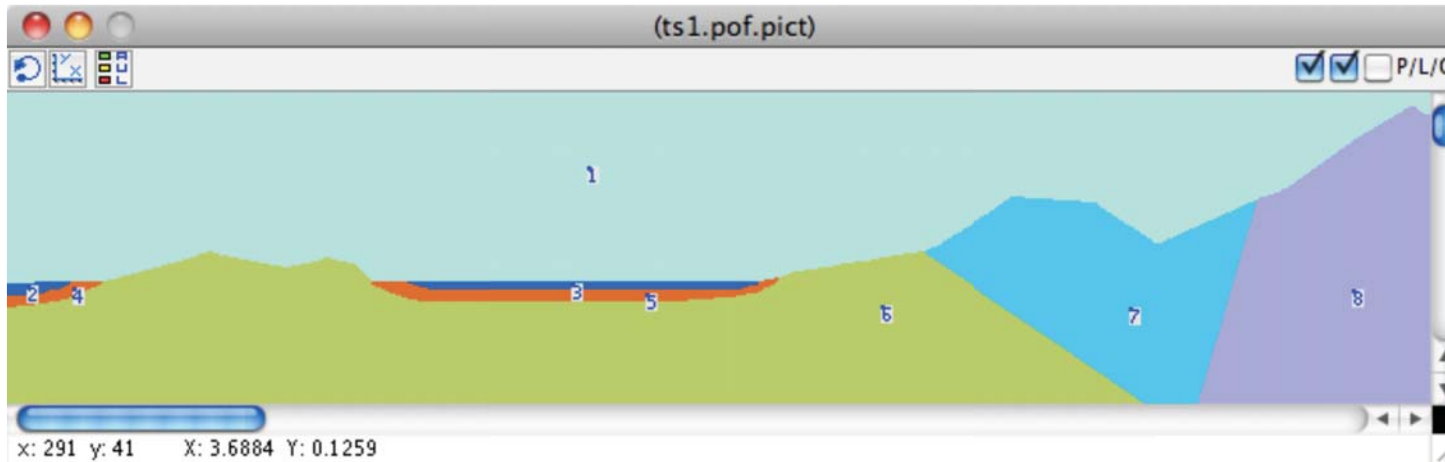 (ts1.pof.pict)
P/L/
1
2 4 3 5 6 7 8
x: 291 y: 41 X: 3.6884 Y: 0.1259